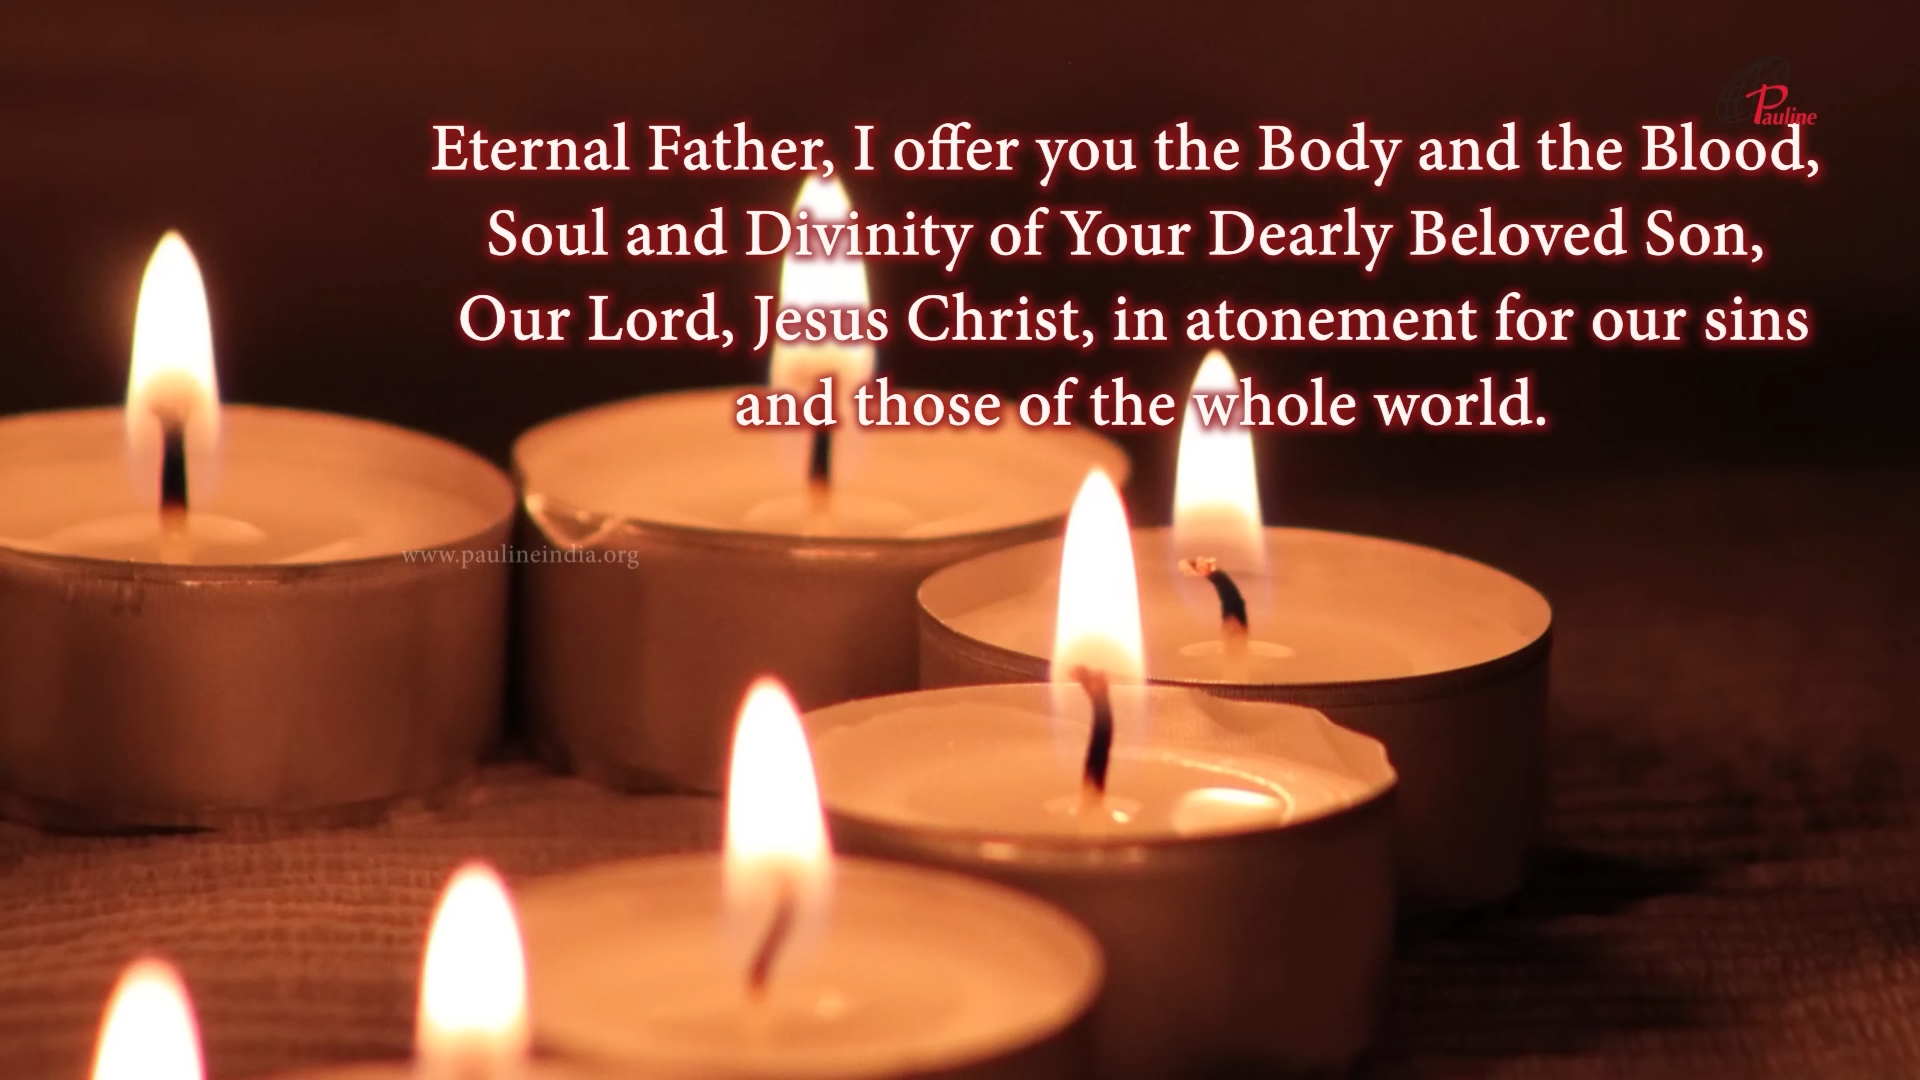 Pauline
Eternal Father, I offer you the Body and the Blood,
Soul and Divinity of Your Dearly Beloved Son,
Our Lord, Jesus Christ, in atonement for our sins
and those of the whole world.
www.paulineindia.org